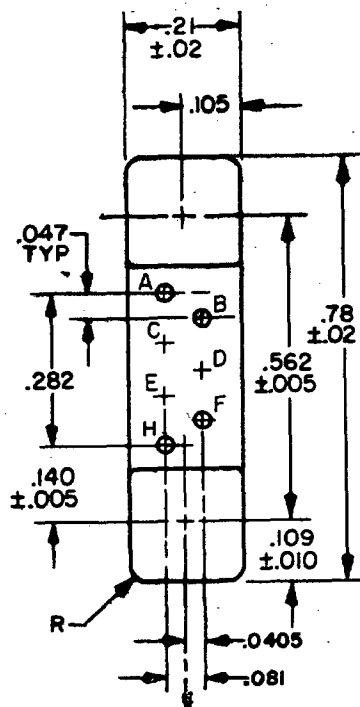 .21
±.02
.105
.047
TYP
A
B
C
D
E
F
H
.282
.562
±.005
.78
±.02
.140
±.005
.109
±.010
R
.0405
.081